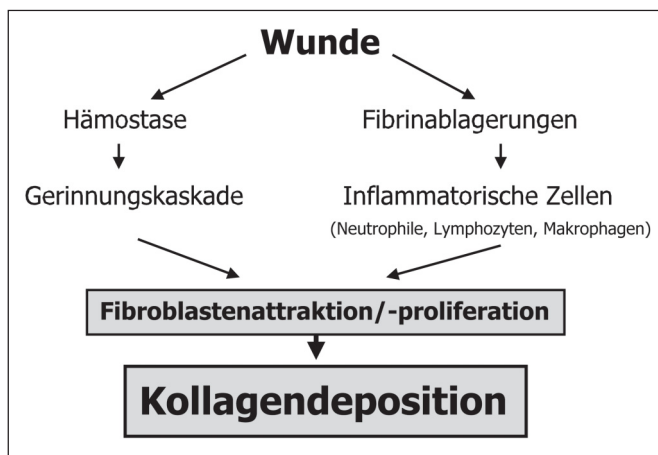 Wunde
Hämostase
Fibrinablagerungen
Gerinnungskaskade
Inflammatorische Zellen
(Neutrophile, Lymphozyten, Makrophagen)
Fibroblastenattraktion/-proliferation
Kollagendeposition